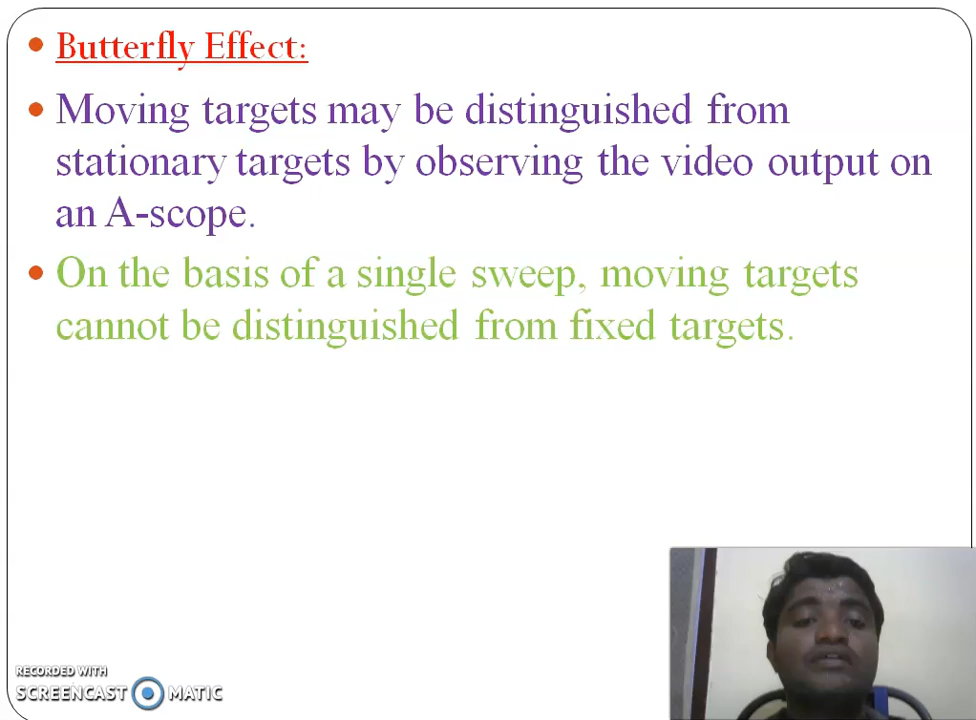 Butterfly Effect:
Moving targets may be distinguished from
stationary targets by observing the video output on
an A-scope.
On the basis of a single sweep, moving targets
cannot be distinguished from fixed targets.
RECORDED WITH
SCREENCAST MATIC